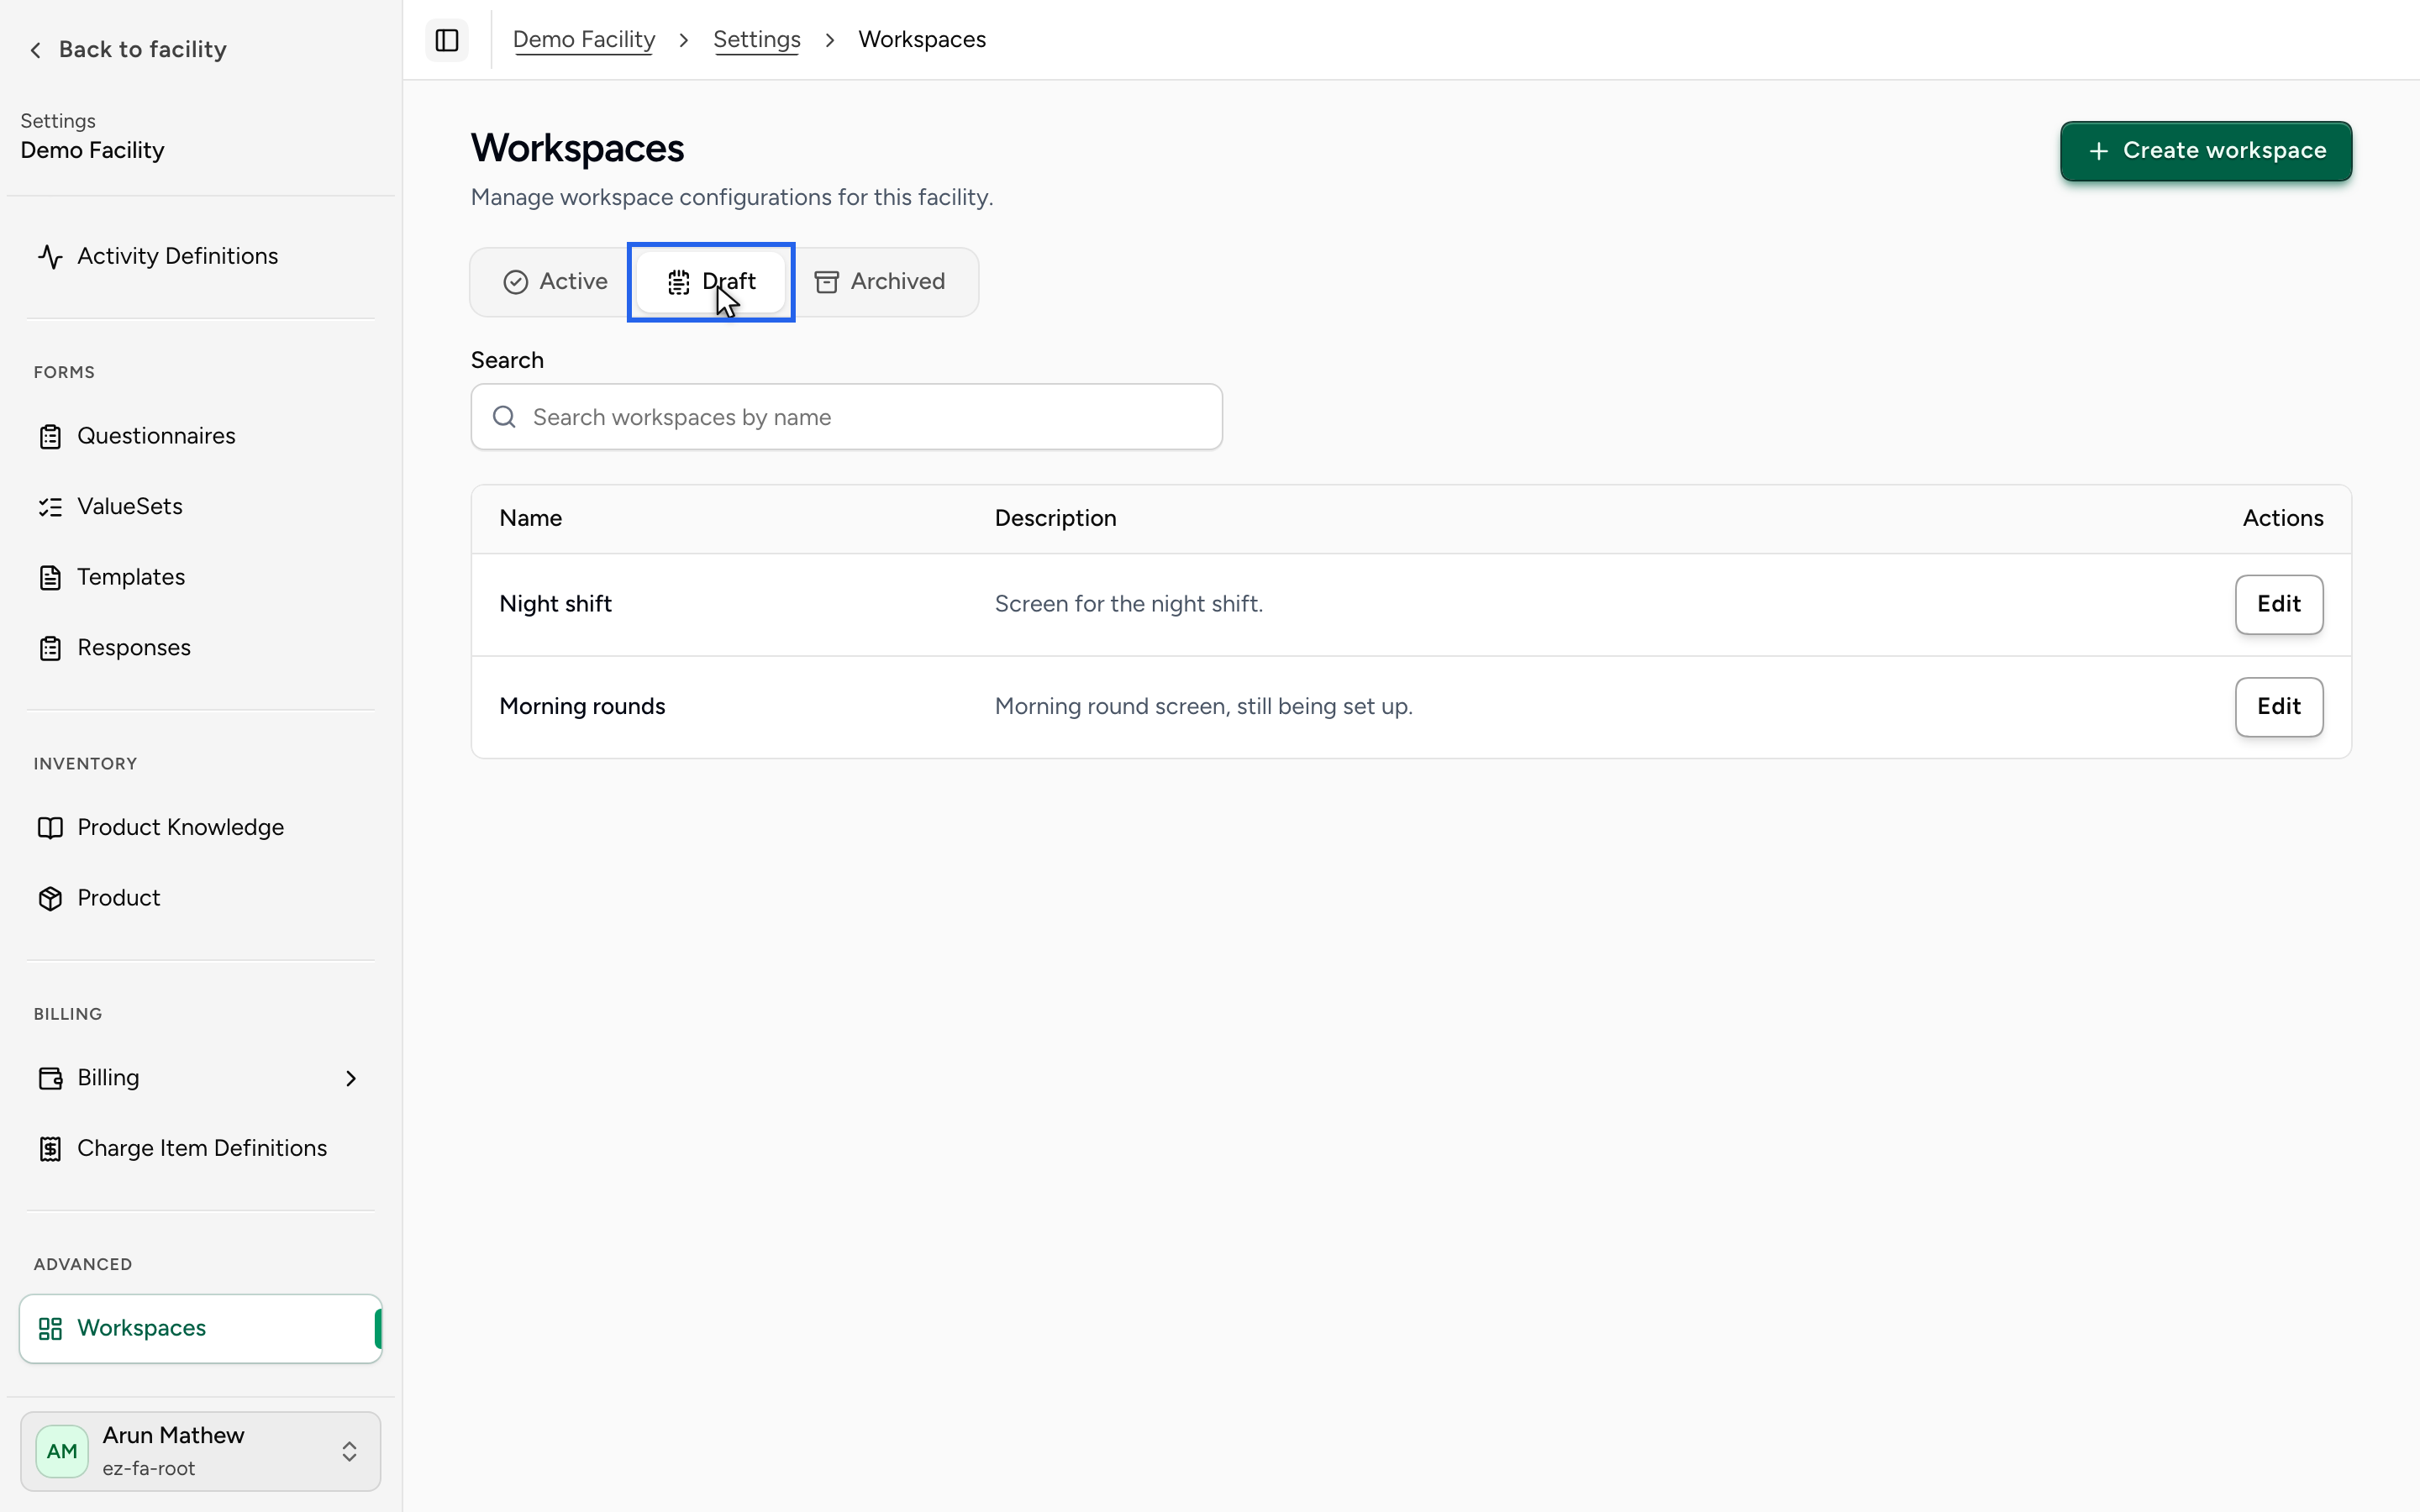 Back to facility
Settings
Demo Facility
Activity Definitions
FORMS
Questionnaires
ValueSets
Templates
Responses
INVENTORY
Product Knowledge
Product
BILLING
Billing
Charge Item Definitions
ADVANCED
Workspaces
AM
Arun Mathew
ez-fa-root
Demo Facility > Settings > Workspaces
Workspaces
Manage workspace configurations for this facility.
+ Create workspace
Active Draft Archived
Search
Search workspaces by name
Name Description Actions
Night shift Screen for the night shift. Edit
Morning rounds Morning round screen, still being set up. Edit